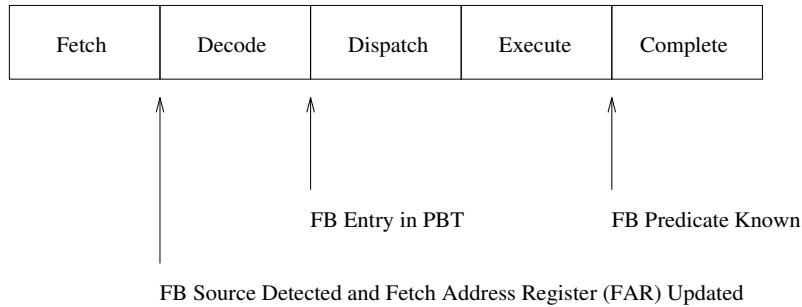 Fetch Decode Dispatch Execute Complete
FB Entry in PBT FB Predicate Known
FB Source Detected and Fetch Address Register (FAR) Updated